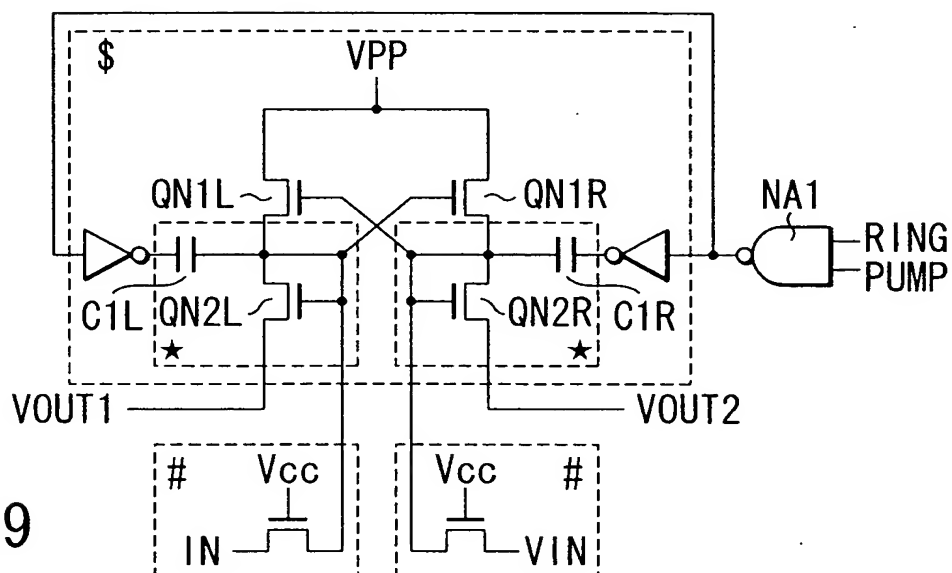 $
VPP
QN1L
QN1R
NA1
RING
PUMP
C1L
QN2L
QN2R
C1R
★
★
VOUT1
VOUT2
#
Vcc
Vcc
#
9
IN
VIN